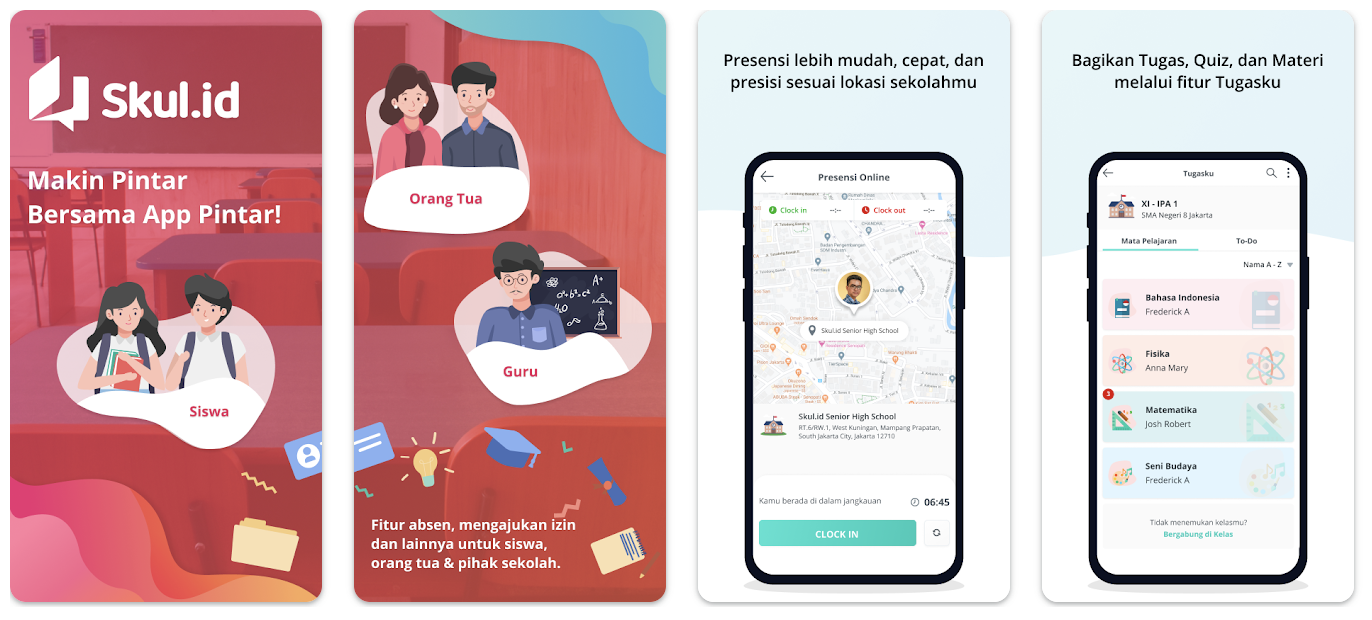 Skul.id
Makin Pintar
Bersama App Pintar!
Siswa
Orang Tua
Guru
A+
a²+b²=c²
Fitur absen, mengajukan izin
dan lainnya untuk siswa,
orang tua & pihak sekolah.
Presensi lebih mudah, cepat, dan
presisi sesuai lokasi sekolahmu
Presensi Online
Clock in --:-- Clock out --:--
Skul.id Senior High School
Skul.id Senior High School
RT.6/RW.1, West Kuningan, Mampang Prapatan,
South Jakarta City, Jakarta 12710
Kamu berada di dalam jangkauan 06:45
CLOCK IN
Bagikan Tugas, Quiz, dan Materi
melalui fitur Tugasku
Tugasku
XI - IPA 1
SMA Negeri 8 Jakarta
Mata Pelajaran To-Do
Nama A - Z
Bahasa Indonesia
Frederick A
Fisika
Anna Mary
3
Matematika
Josh Robert
Seni Budaya
Frederick A
Tidak menemukan kelasmu?
Bergabung di Kelas